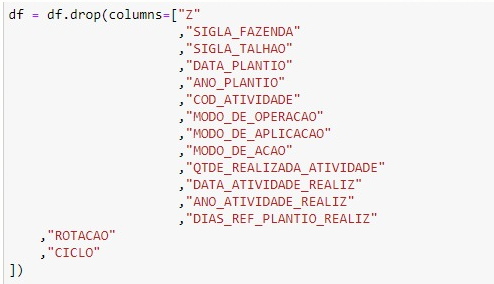 df = df.drop(columns=["Z"
,"SIGLA_FAZENDA"
,"SIGLA_TALHAO"
,"DATA_PLANTIO"
,"ANO_PLANTIO"
,"COD_ATIVIDADE"
,"MODO_DE_OPERACAO"
,"MODO_DE_APLICACAO"
,"MODO_DE_ACAO"
,"QTDE_REALIZADA_ATIVIDADE"
,"DATA_ATIVIDADE_REALIZ"
,"ANO_ATIVIDADE_REALIZ"
,"DIAS_REF_PLANTIO_REALIZ"
,"ROTACAO"
,"CICLO"
])